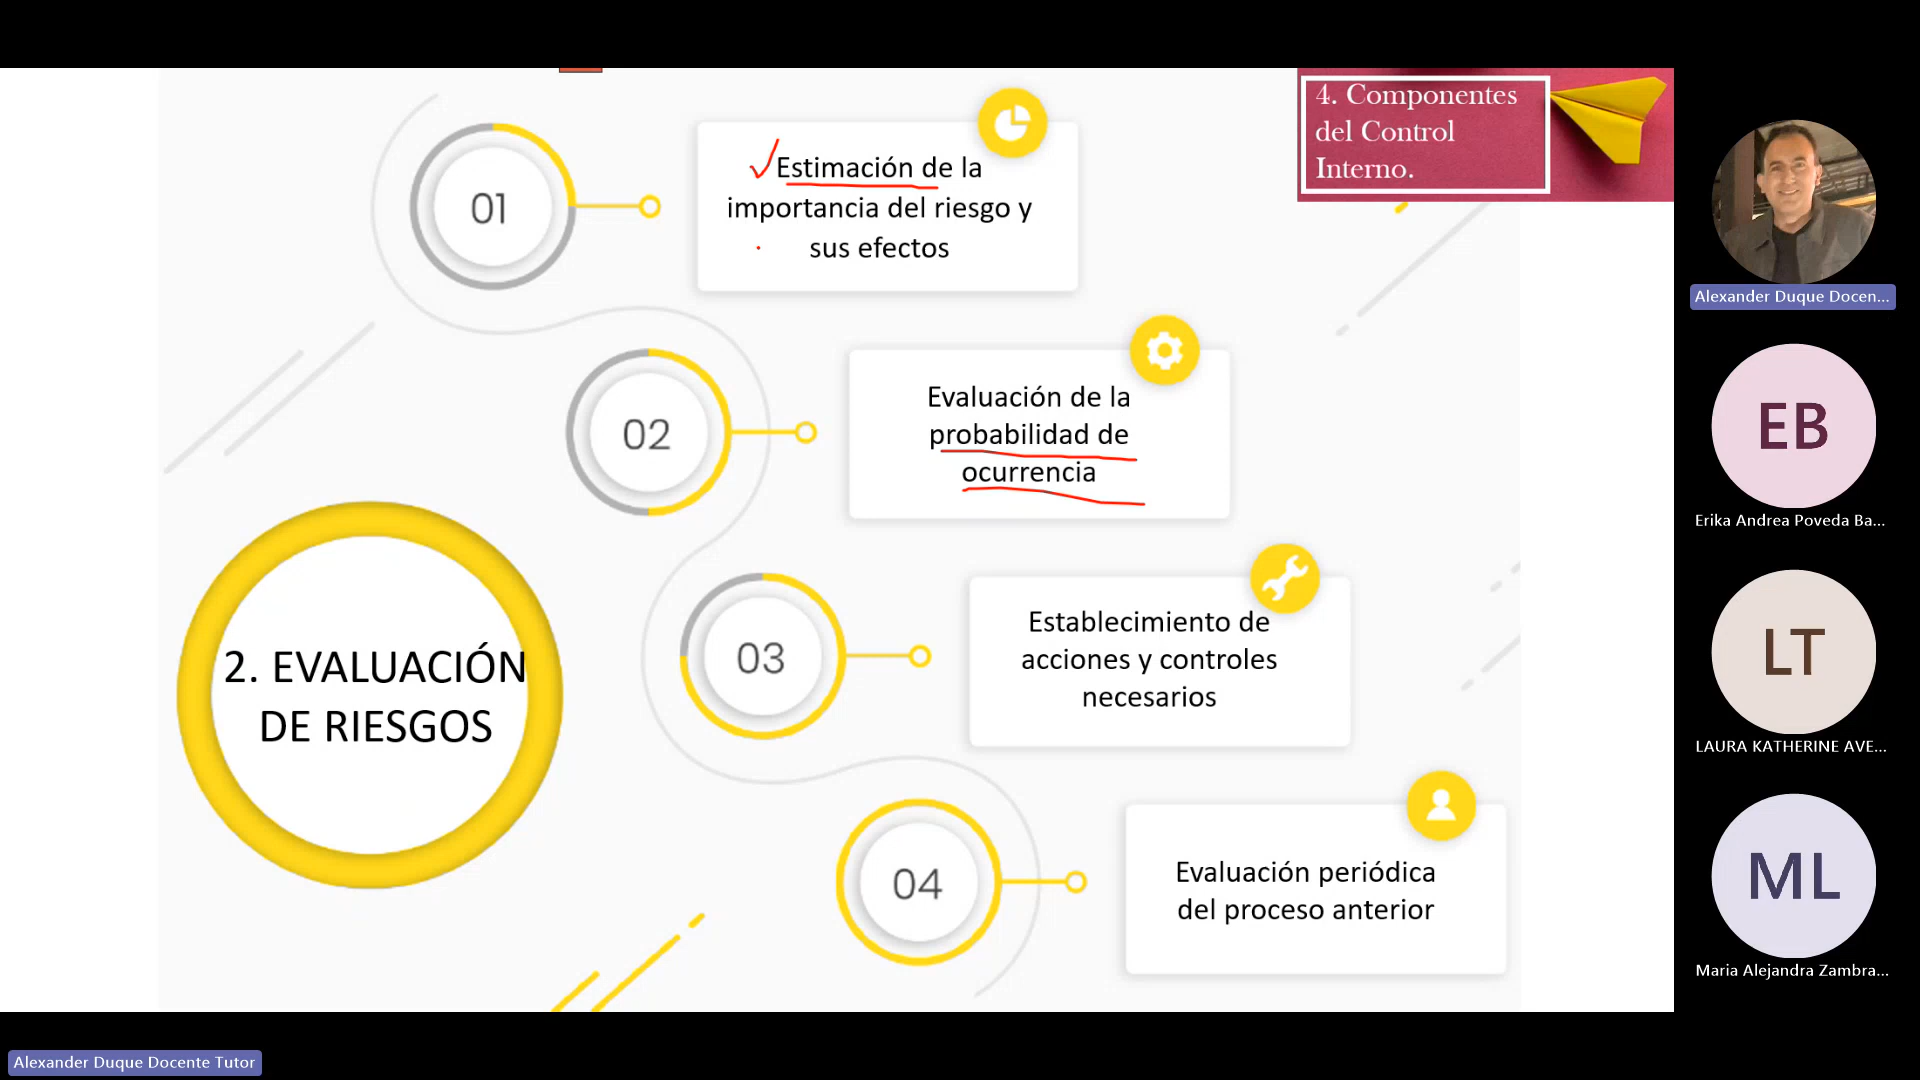 4. Componentes
del Control
Interno.
01
Estimación de la
importancia del riesgo y
sus efectos
02
Evaluación de la
probabilidad de
ocurrencia
03
Establecimiento de
acciones y controles
necesarios
2. EVALUACIÓN
DE RIESGOS
04
Evaluación periódica
del proceso anterior
Alexander Duque Docen...
EB
Erika Andrea Poveda Ba...
LT
LAURA KATHERINE AVE...
ML
Maria Alejandra Zambra...
Alexander Duque Docente Tutor